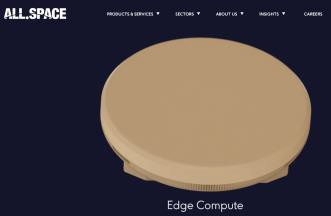 ALL.SPACE
PRODUCTS & SERVICES ▼ SECTORS ▼ ABOUT US ▼ INSIGHTS ▼ CAREERS
Edge Compute